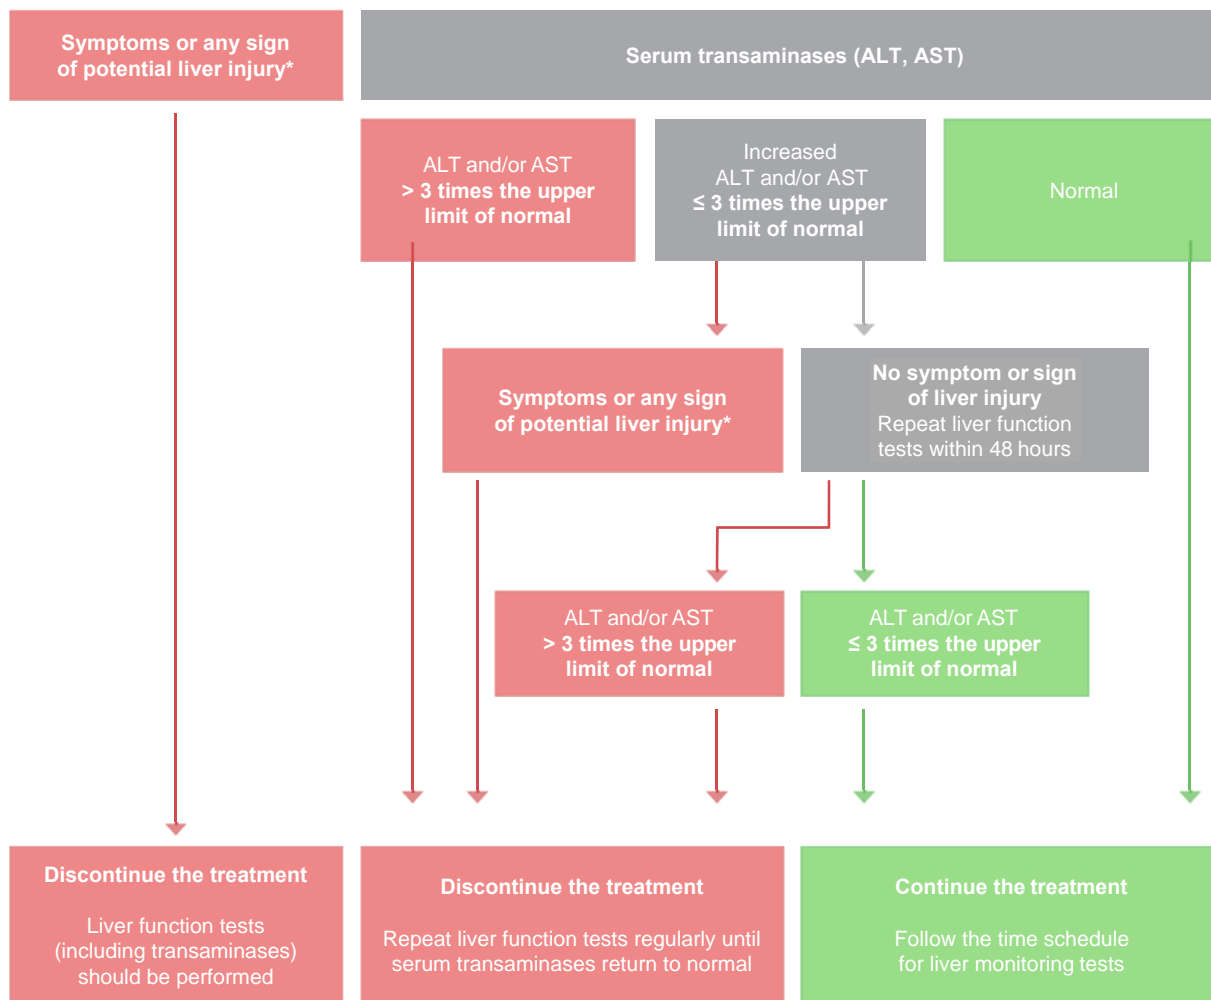 Symptoms or any sign
of potential liver injury*
Serum transaminases (ALT, AST)
ALT and/or AST
> 3 times the upper
limit of normal
Increased
ALT and/or AST
≤ 3 times the upper
limit of normal
Normal
Symptoms or any sign
of potential liver injury*
No symptom or sign
of liver injury
Repeat liver function
tests within 48 hours
ALT and/or AST
> 3 times the upper
limit of normal
ALT and/or AST
≤ 3 times the upper
limit of normal
Discontinue the treatment
Liver function tests
(including transaminases)
should be performed
Discontinue the treatment
Repeat liver function tests regularly until
serum transaminases return to normal
Continue the treatment
Follow the time schedule
for liver monitoring tests